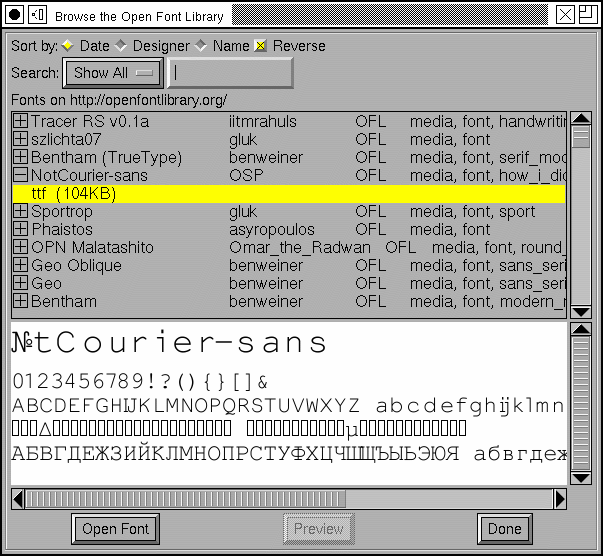 Browse the Open Font Library
Sort by: Date Designer Name Reverse
Search: Show All
Fonts on http://openfontlibrary.org/
Tracer RS v0.1a iitmrahuls OFL media, font, handwritin
szlichta07 gluk OFL media, font
Bentham (TrueType) benweiner OFL media, font, serif_mod
NotCourier-sans OSP OFL media, font, how_i_did
ttf (104KB)
Sportrop gluk OFL media, font, sport
Phaistos asyropoulos OFL media, font
OPN Malatashito Omar_the_Radwan OFL media, font, round_
Geo Oblique benweiner OFL media, font, sans_seri
Geo benweiner OFL media, font, sans_seri
Bentham benweiner OFL media, font, modern_r
№tCourier-sans
0123456789!?(){}[]&
ABCDEFGHIJKLMNOPQRSTUVWXYZ abcdefghijklmn
Δ μ
АБВГДЕЖЗИЙКЛМНОПРСТУФХЦЧШЩЪЫЬЭЮЯ абвгдеж
Open Font Preview Done